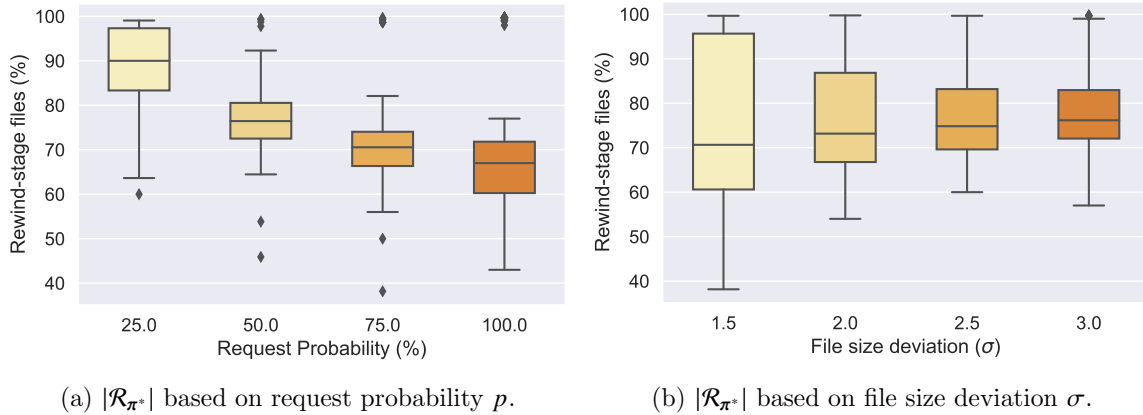 Rewind-stage files (%)
100
90
80
70
60
50
40
25.0 50.0 75.0 100.0
Request Probability (%)
(a) |𝓡π*| based on request probability p.
Rewind-stage files (%)
100
90
80
70
60
50
40
1.5 2.0 2.5 3.0
File size deviation (σ)
(b) |𝓡π*| based on file size deviation σ.